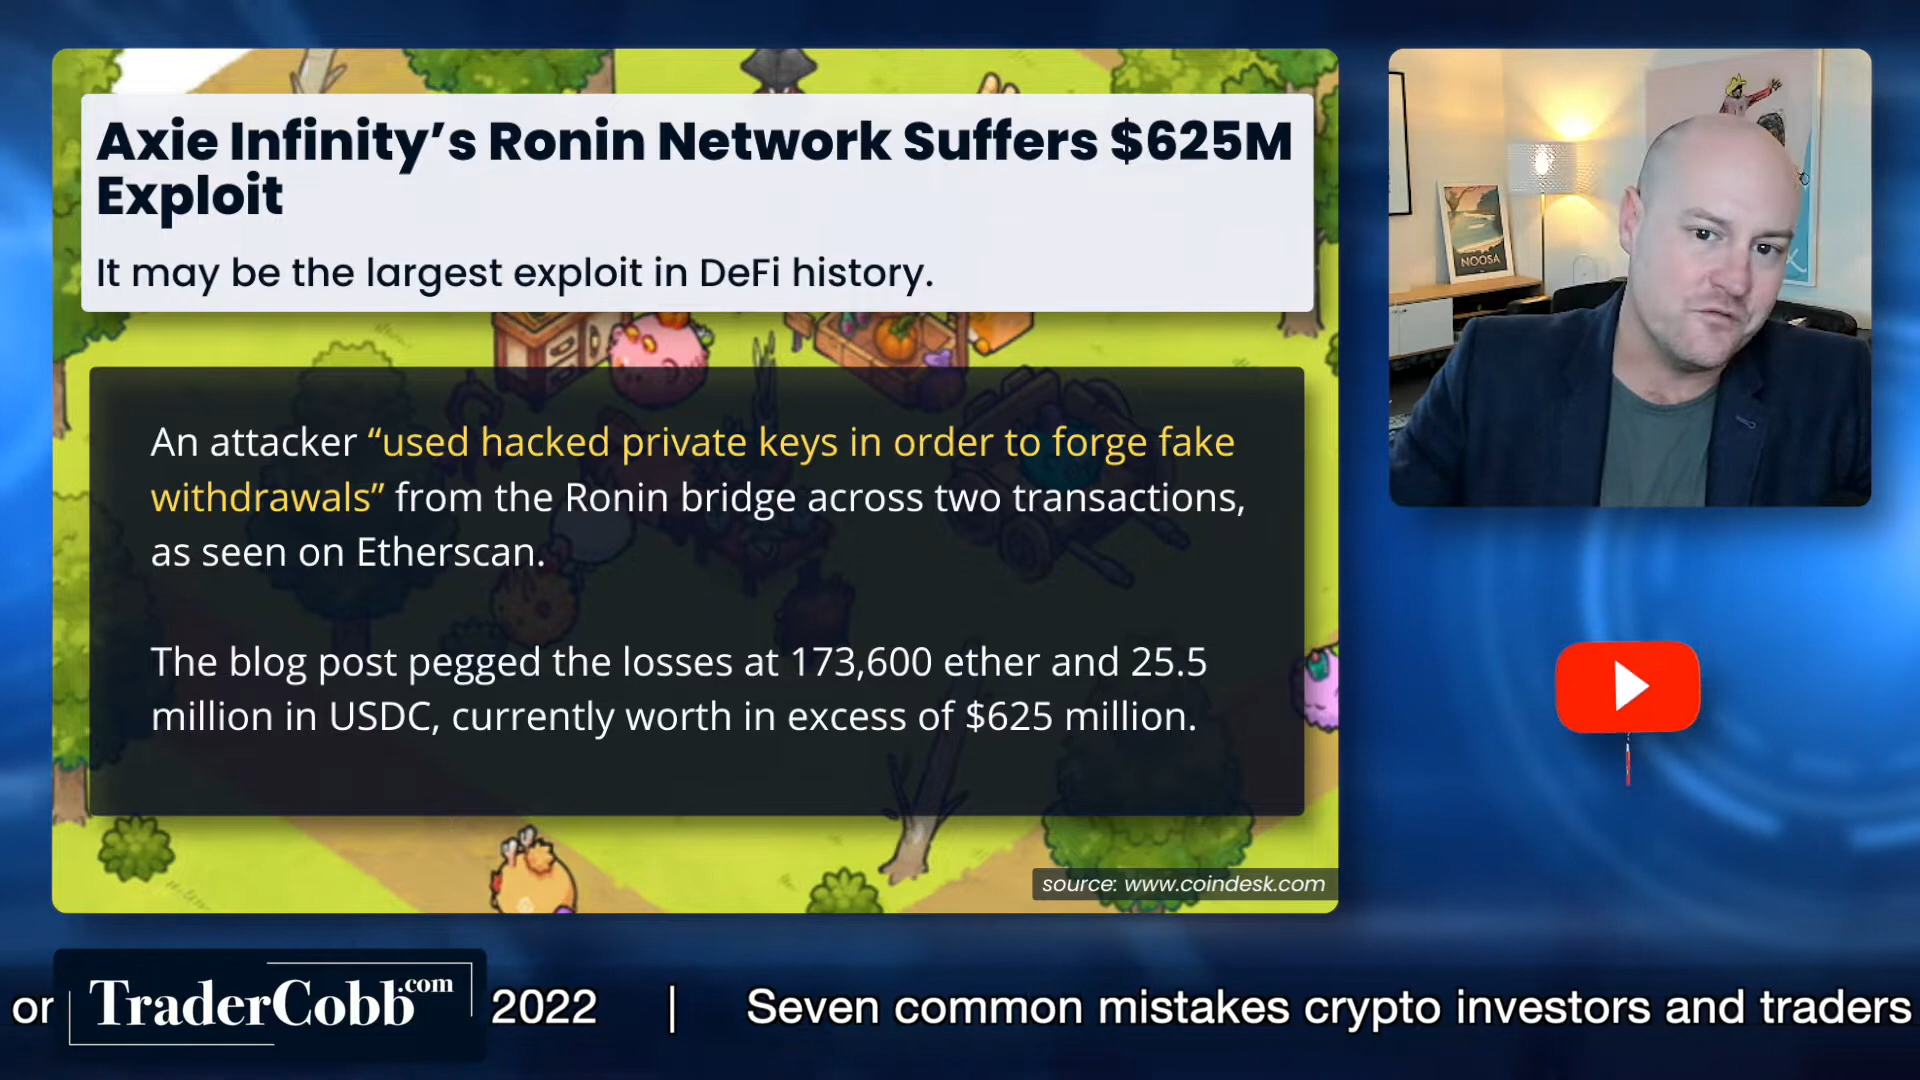 Axie Infinity’s Ronin Network Suffers $625M
Exploit
It may be the largest exploit in DeFi history.
An attacker “used hacked private keys in order to forge fake
withdrawals” from the Ronin bridge across two transactions,
as seen on Etherscan.
The blog post pegged the losses at 173,600 ether and 25.5
million in USDC, currently worth in excess of $625 million.
source: www.coindesk.com
NOOSA
or
TraderCobb.com
2022 | Seven common mistakes crypto investors and traders